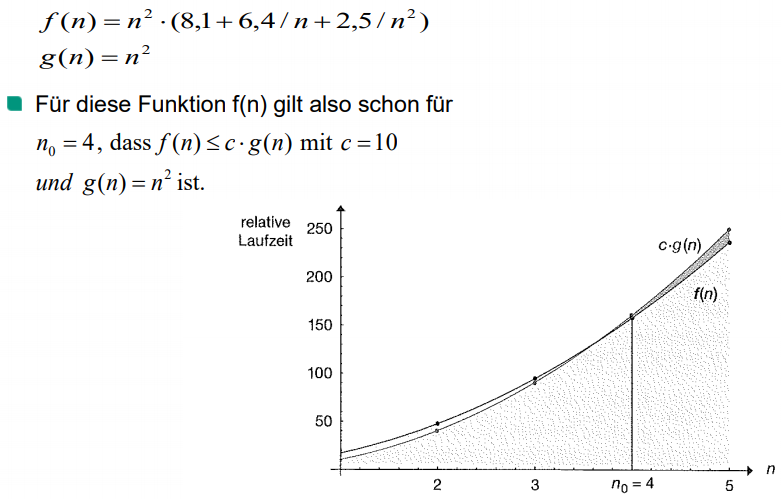 f(n) = n² · (8,1 + 6,4 / n + 2,5 / n²)
g(n) = n²
Für diese Funktion f(n) gilt also schon für
n₀ = 4, dass f(n) ≤ c · g(n) mit c = 10
und g(n) = n² ist.
relative
Laufzeit
250
200
150
100
50
c·g(n)
f(n)
2
3
n₀ = 4
5
n